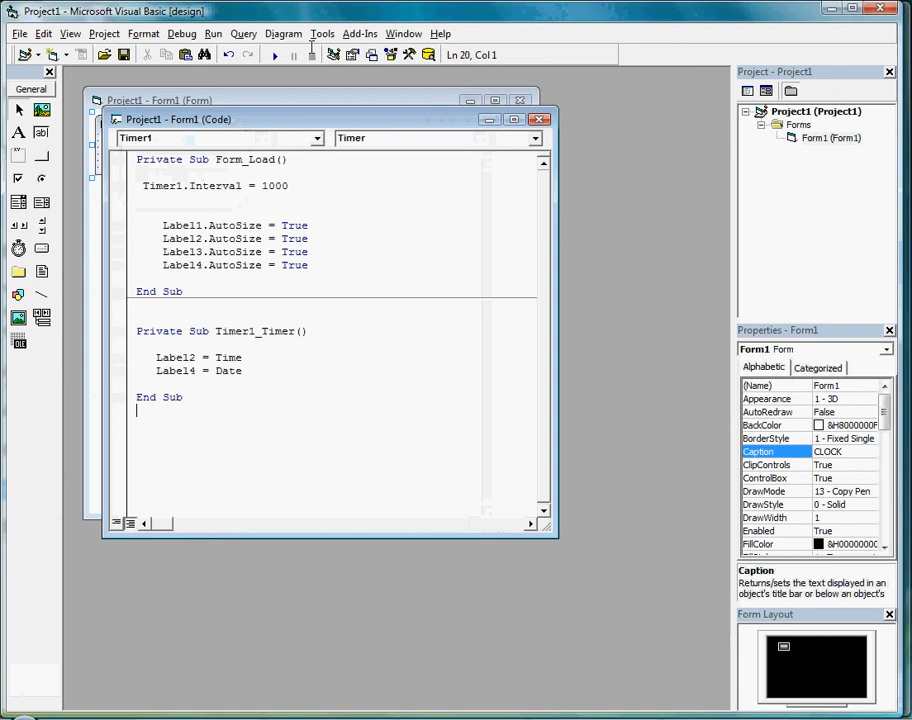 Project1 - Microsoft Visual Basic [design]
File Edit View Project Format Debug Run Query Diagram Tools Add-Ins Window Help
Ln 20, Col 1
General
Project1 - Form1 (Form)
Project1 - Form1 (Code)
Timer1 Timer
Private Sub Form_Load()
Timer1.Interval = 1000
Label1.AutoSize = True
Label2.AutoSize = True
Label3.AutoSize = True
Label4.AutoSize = True
End Sub
Private Sub Timer1_Timer()
Label2 = Time
Label4 = Date
End Sub
Project - Project1
Project1 (Project1)
Forms
Form1 (Form1)
Properties - Form1
Form1 Form
Alphabetic Categorized
(Name) Form1
Appearance 1 - 3D
AutoRedraw False
BackColor &H8000000F
BorderStyle 1 - Fixed Single
Caption CLOCK
ClipControls True
ControlBox True
DrawMode 13 - Copy Pen
DrawStyle 0 - Solid
DrawWidth 1
Enabled True
FillColor &H00000000
Caption
Returns/sets the text displayed in an
object's title bar or below an object's
Form Layout